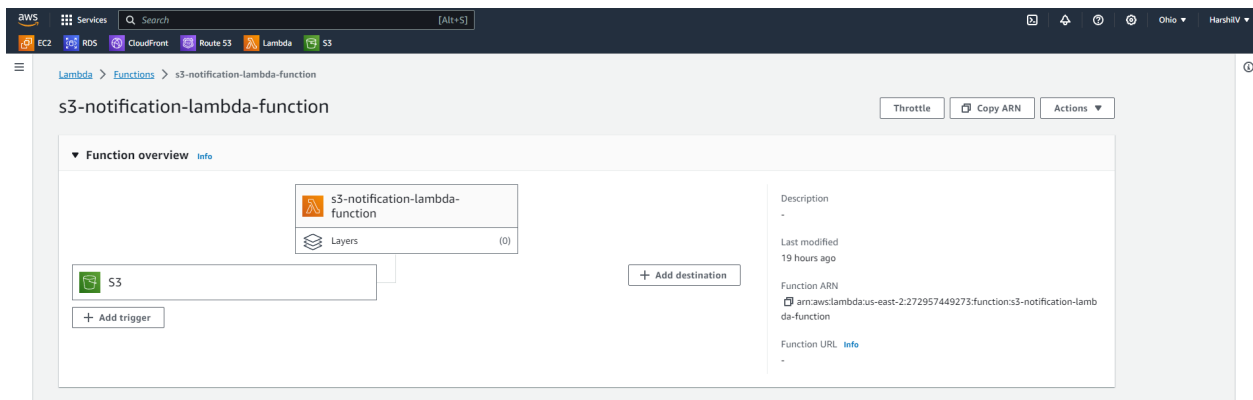 aws
Services
Search [Alt+S]
Ohio
HarshilV
EC2 RDS CloudFront Route 53 Lambda S3
Lambda > Functions > s3-notification-lambda-function
s3-notification-lambda-function
Throttle
Copy ARN
Actions
Function overview Info
s3-notification-lambda-
function
Layers (0)
S3
+ Add trigger
+ Add destination
Description
-
Last modified
19 hours ago
Function ARN
arn:aws:lambda:us-east-2:272957449273:function:s3-notification-lamb
da-function
Function URL Info
-